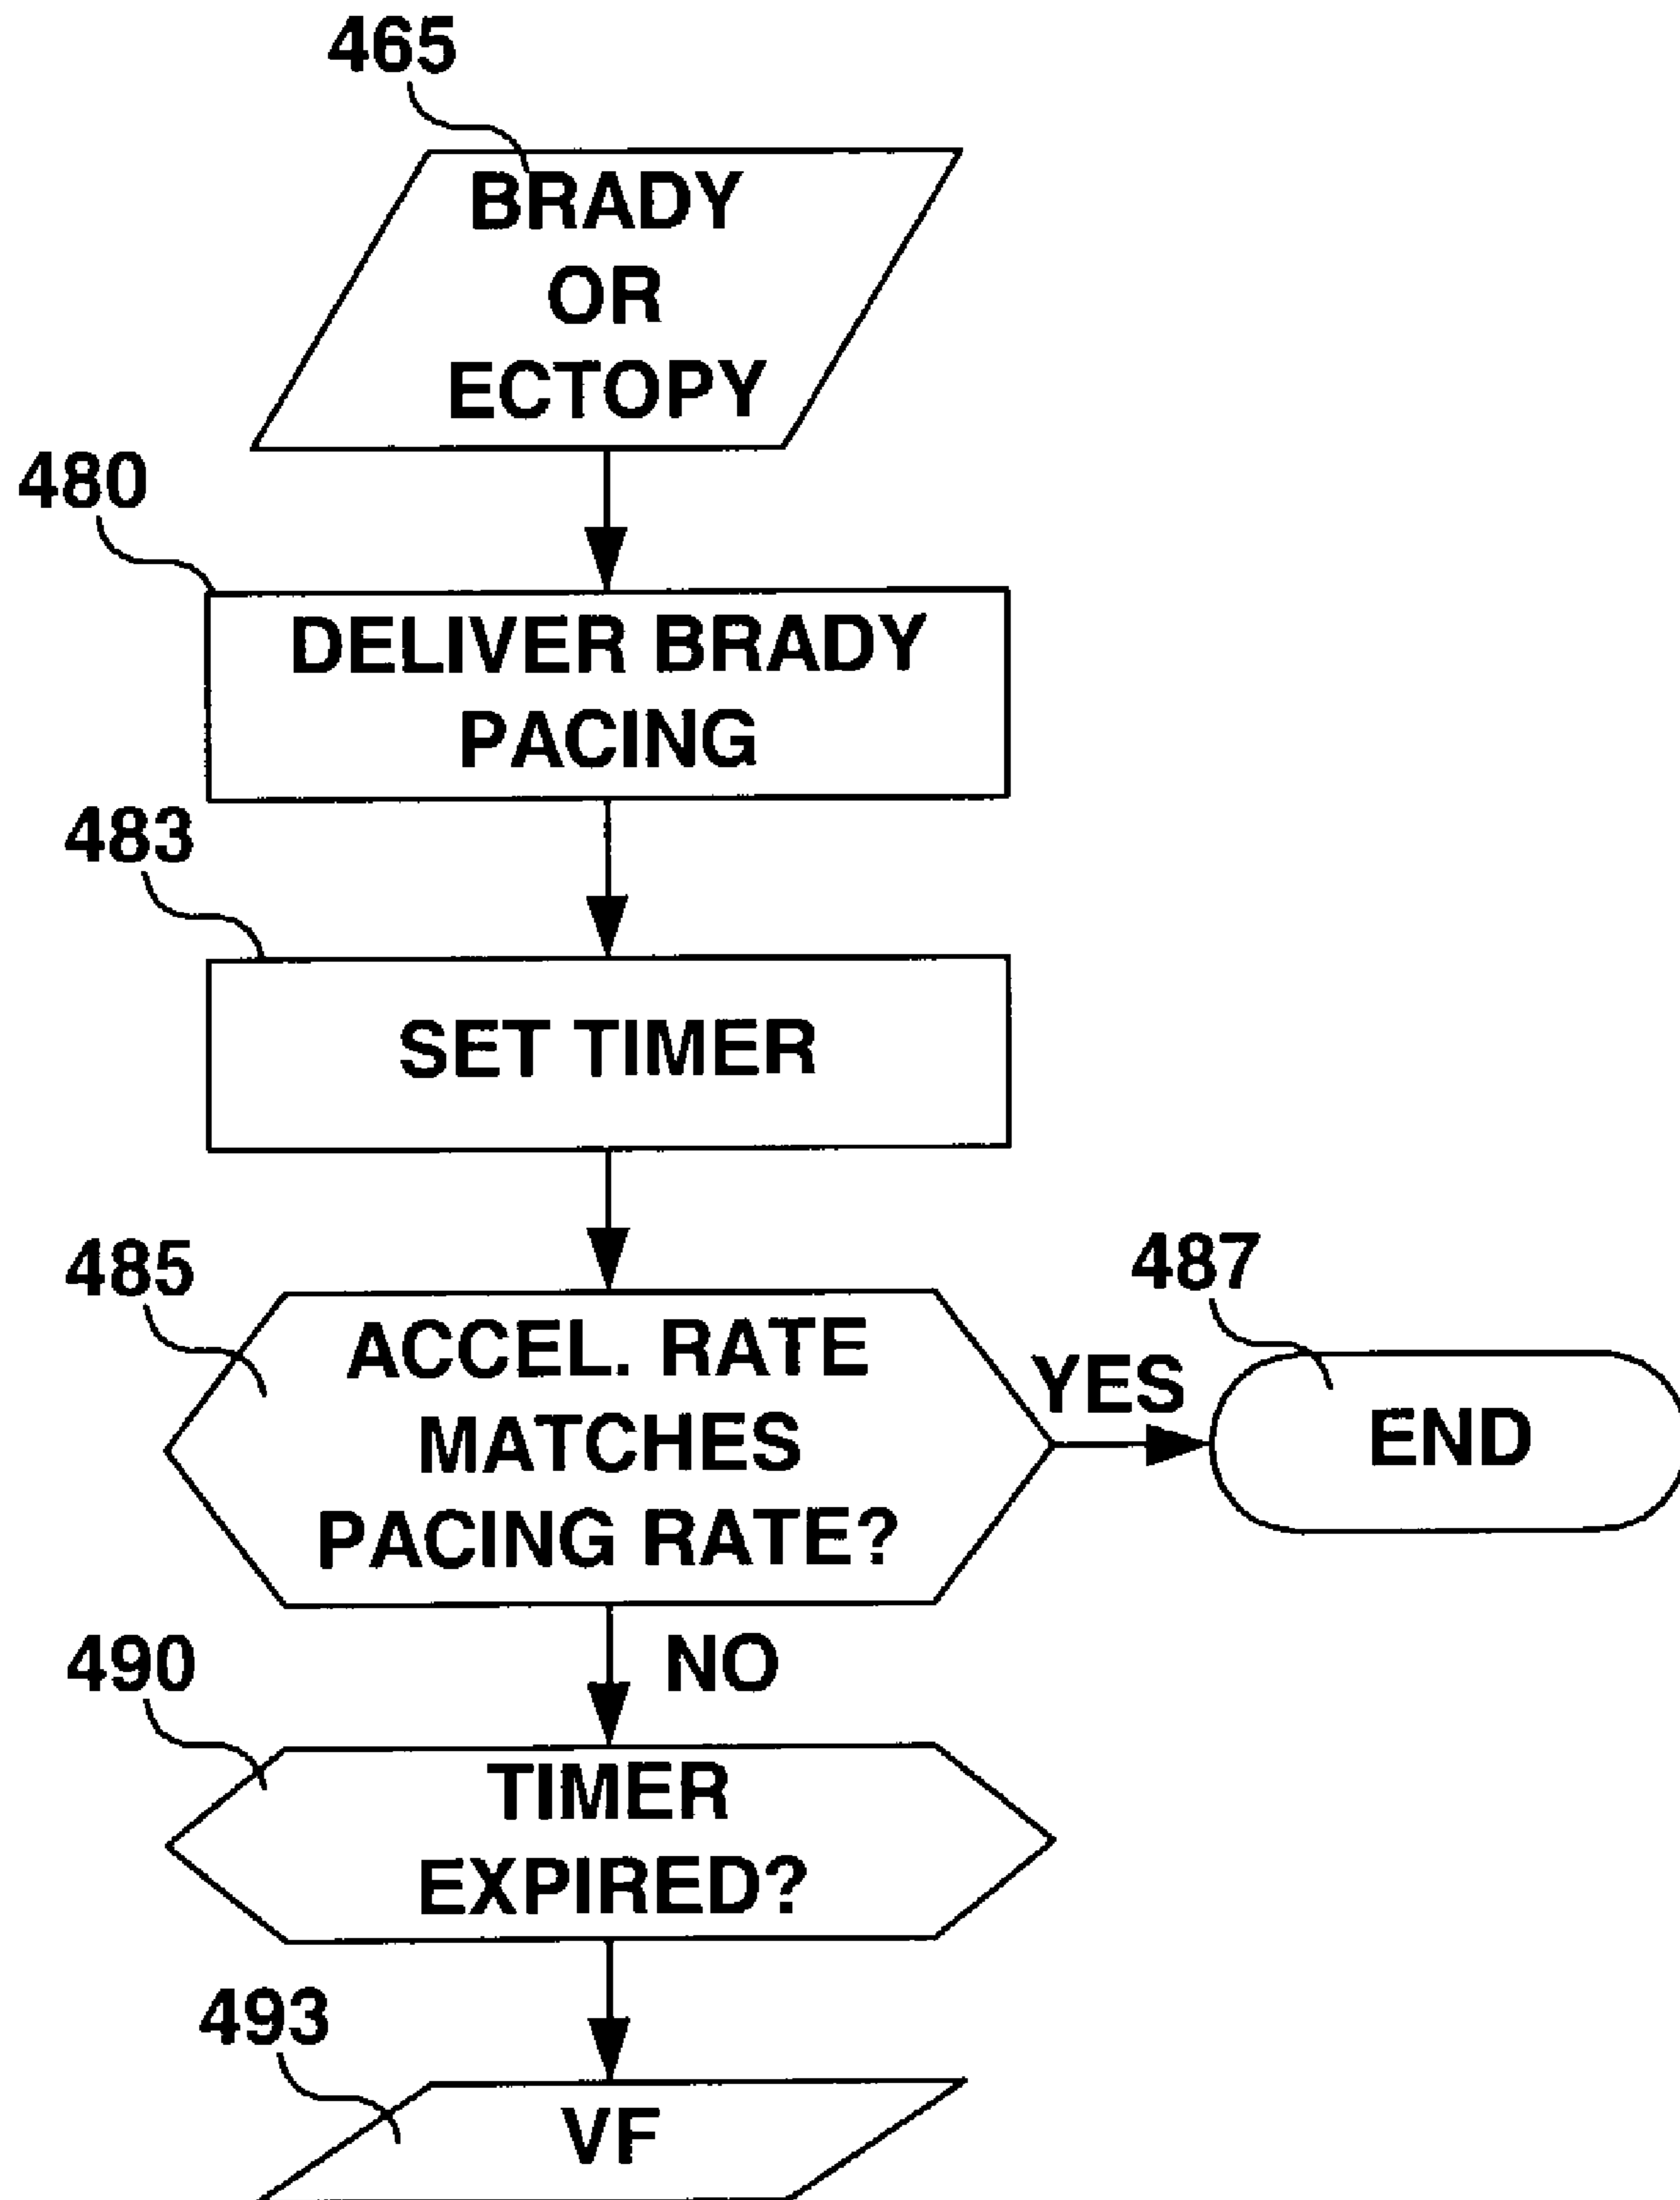 465
BRADY
OR
ECTOPY
480
DELIVER BRADY
PACING
483
SET TIMER
485
ACCEL. RATE
MATCHES
PACING RATE?
YES
487
END
NO
490
TIMER
EXPIRED?
493
VF